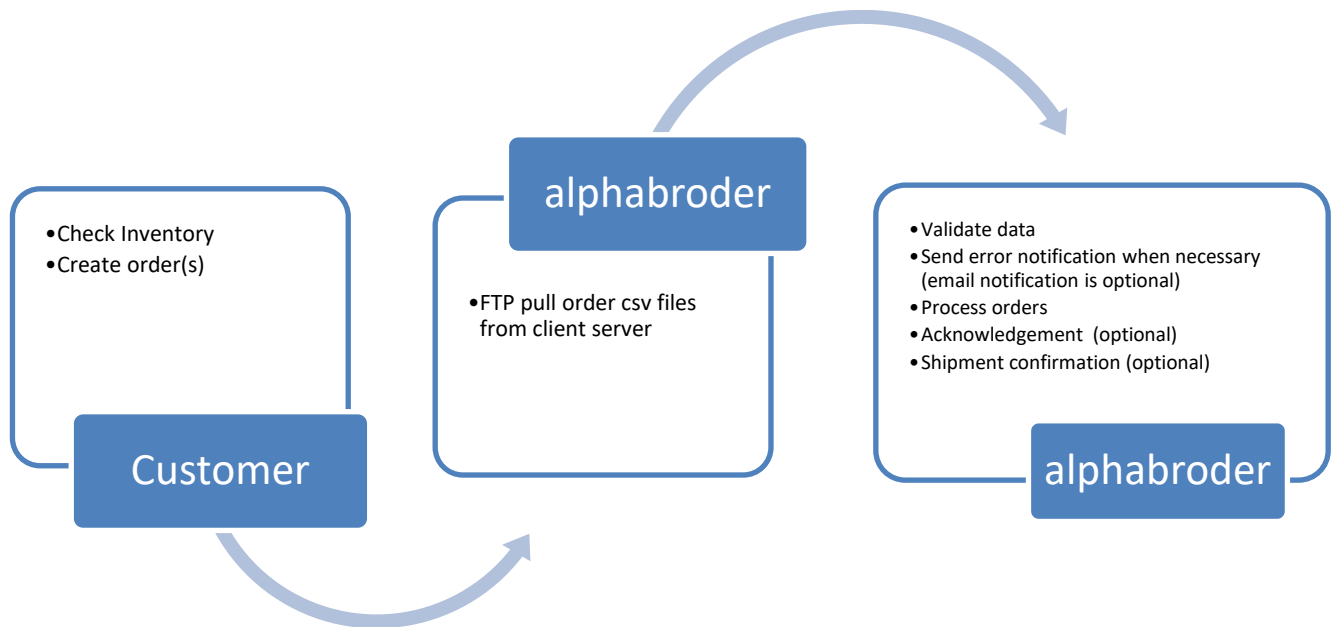 •Check Inventory
•Create order(s)
Customer
alphabroder
•FTP pull order csv files
from client server
•Validate data
•Send error notification when necessary
(email notification is optional)
•Process orders
•Acknowledgement (optional)
•Shipment confirmation (optional)
alphabroder